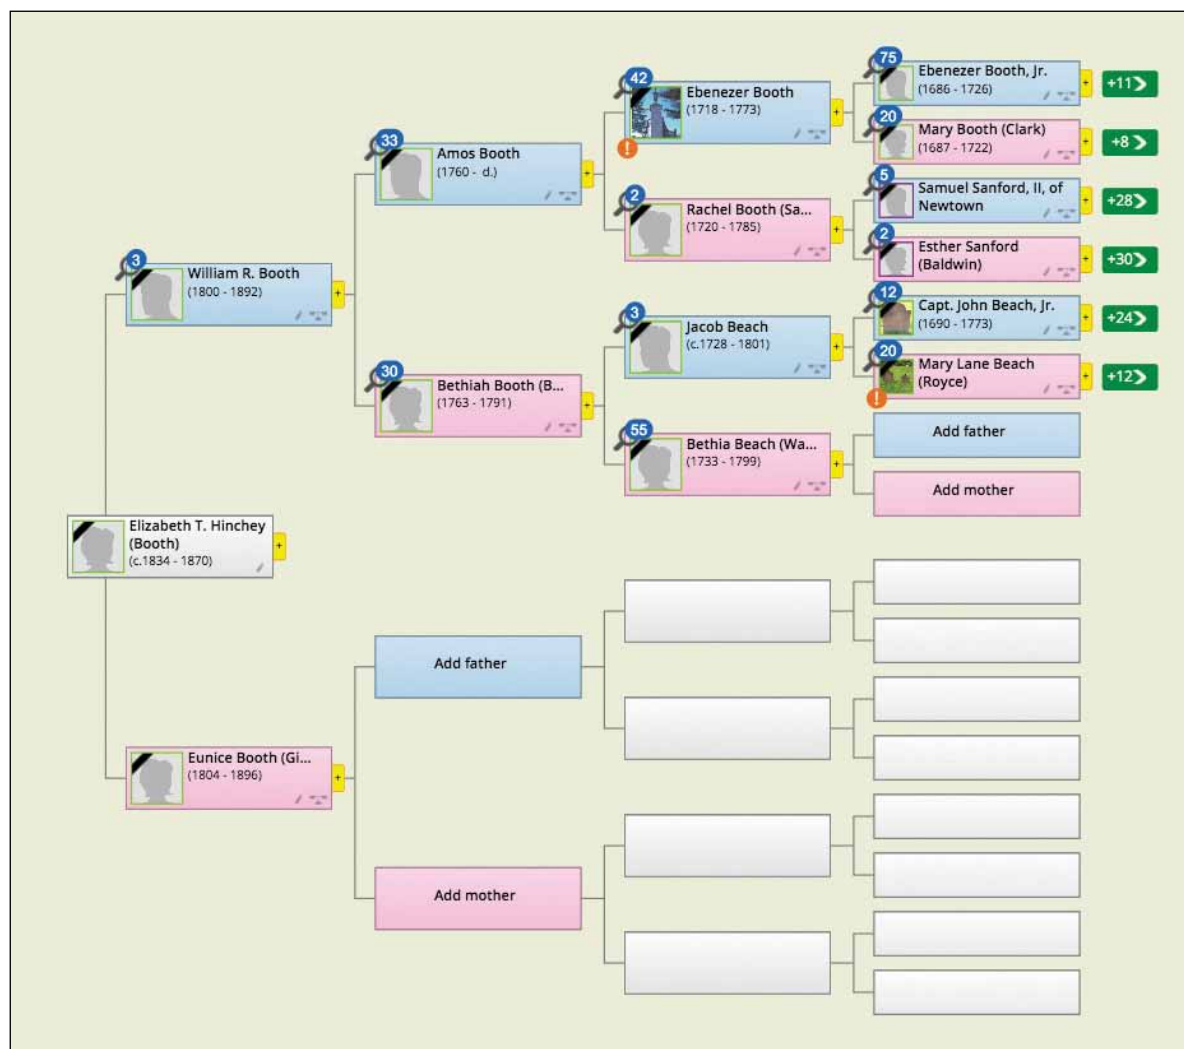 75
Ebenezer Booth, Jr.
(1686 - 1726)
+
+11
42
Ebenezer Booth
(1718 - 1773)
+
!
20
Mary Booth (Clark)
(1687 - 1722)
+
+8
33
Amos Booth
(1760 - d.)
+
5
Samuel Sanford, II, of
Newtown
+
+28
2
Rachel Booth (Sa...
(1720 - 1785)
+
2
Esther Sanford
(Baldwin)
+
+30
3
William R. Booth
(1800 - 1892)
+
12
Capt. John Beach, Jr.
(1690 - 1773)
+
+24
3
Jacob Beach
(c.1728 - 1801)
+
20
Mary Lane Beach
(Royce)
+
+12
!
30
Bethiah Booth (B...
(1763 - 1791)
+
Add father
55
Bethia Beach (Wa...
(1733 - 1799)
+
Add mother
Elizabeth T. Hinchey
(Booth)
(c.1834 - 1870)
+
Add father
Eunice Booth (Gi...
(1804 - 1896)
+
Add mother